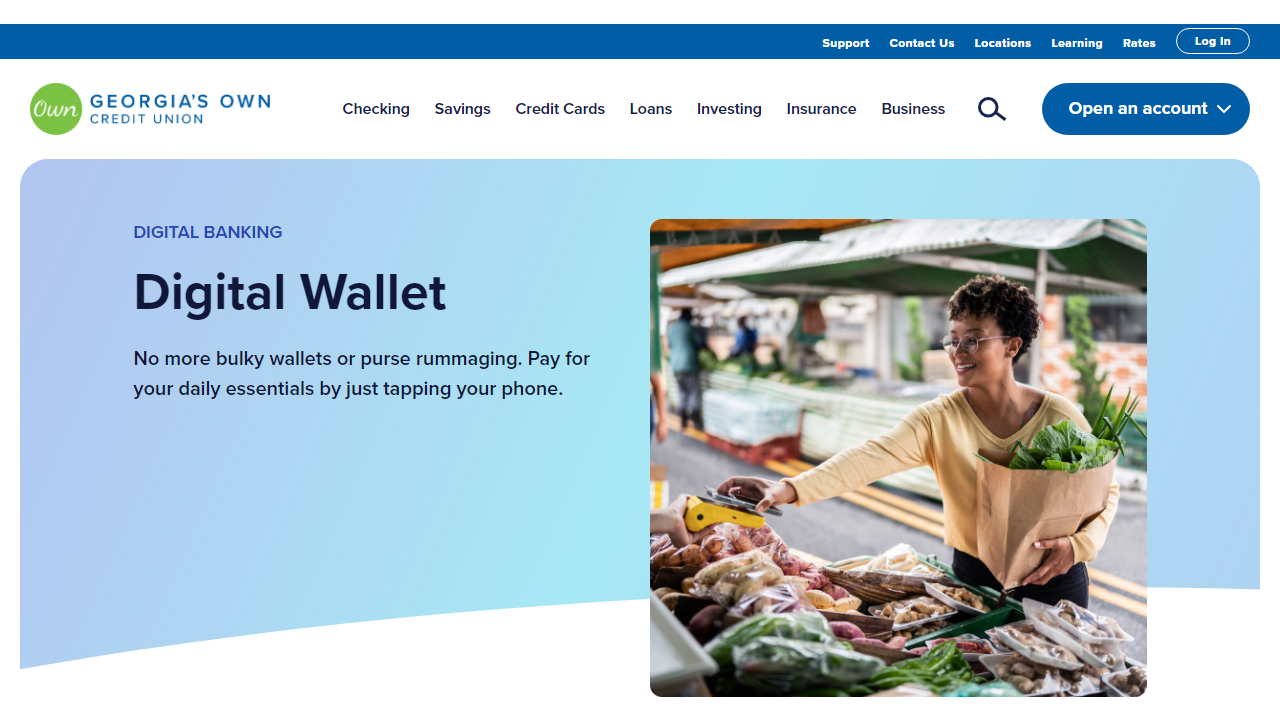 Support Contact Us Locations Learning Rates Log In
Own GEORGIA'S OWN
CREDIT UNION
Checking Savings Credit Cards Loans Investing Insurance Business Open an account
DIGITAL BANKING
Digital Wallet
No more bulky wallets or purse rummaging. Pay for
your daily essentials by just tapping your phone.